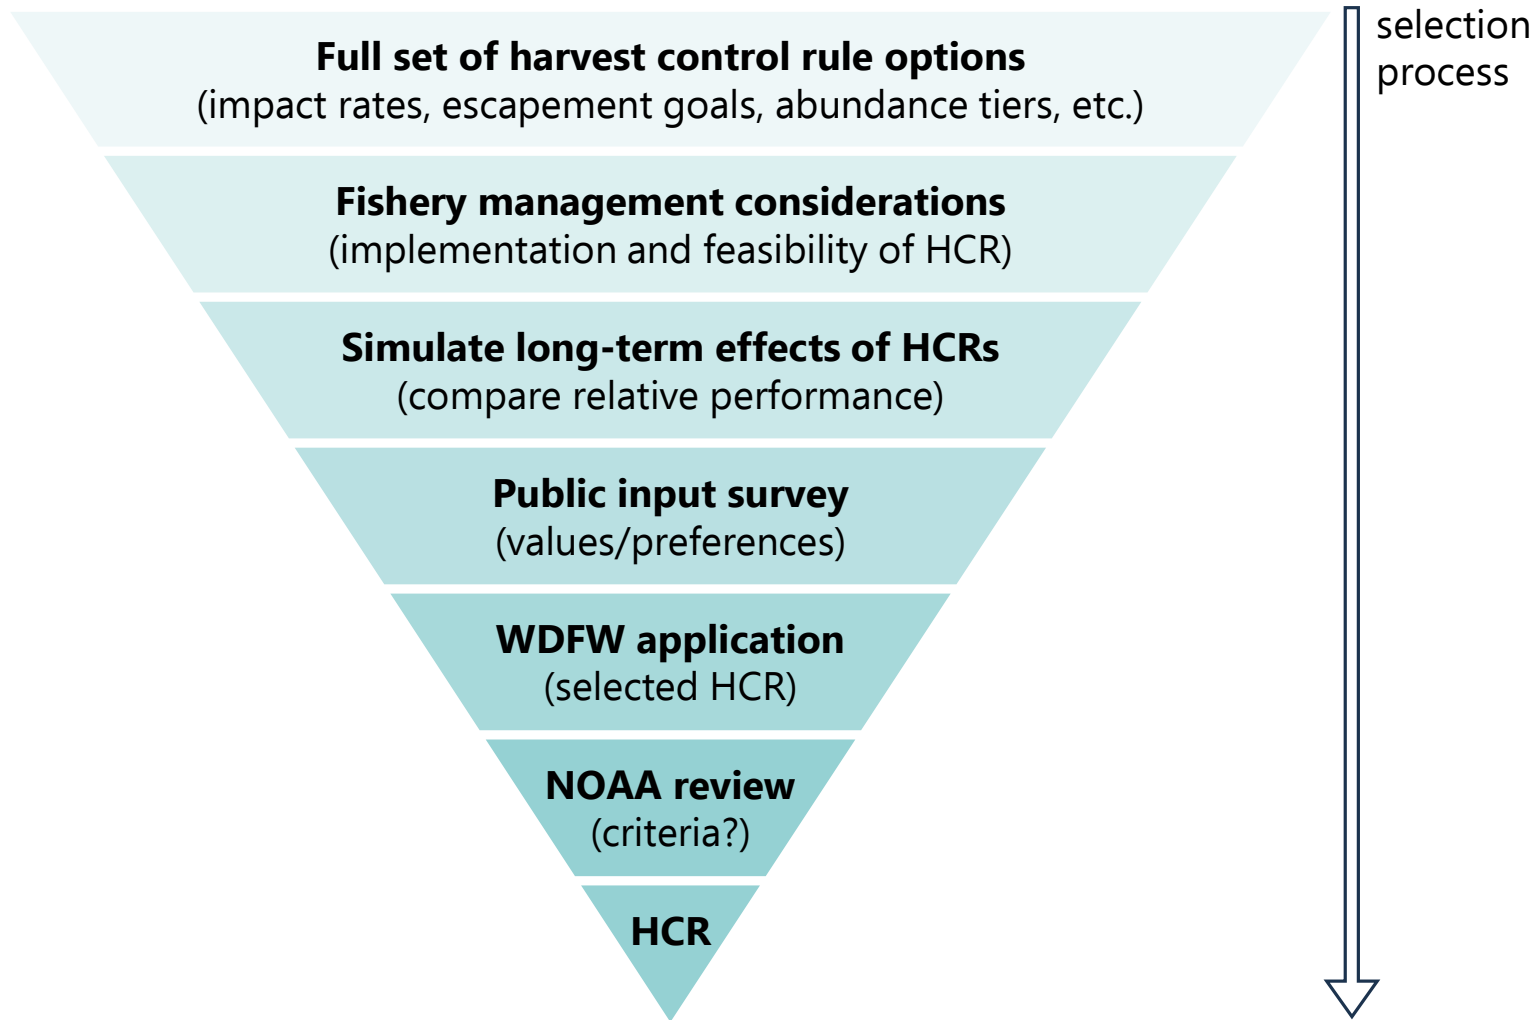 Full set of harvest control rule options
(impact rates, escapement goals, abundance tiers, etc.)
selection
process
Fishery management considerations
(implementation and feasibility of HCR)
Simulate long-term effects of HCRs
(compare relative performance)
Public input survey
(values/preferences)
WDFW application
(selected HCR)
NOAA review
(criteria?)
HCR